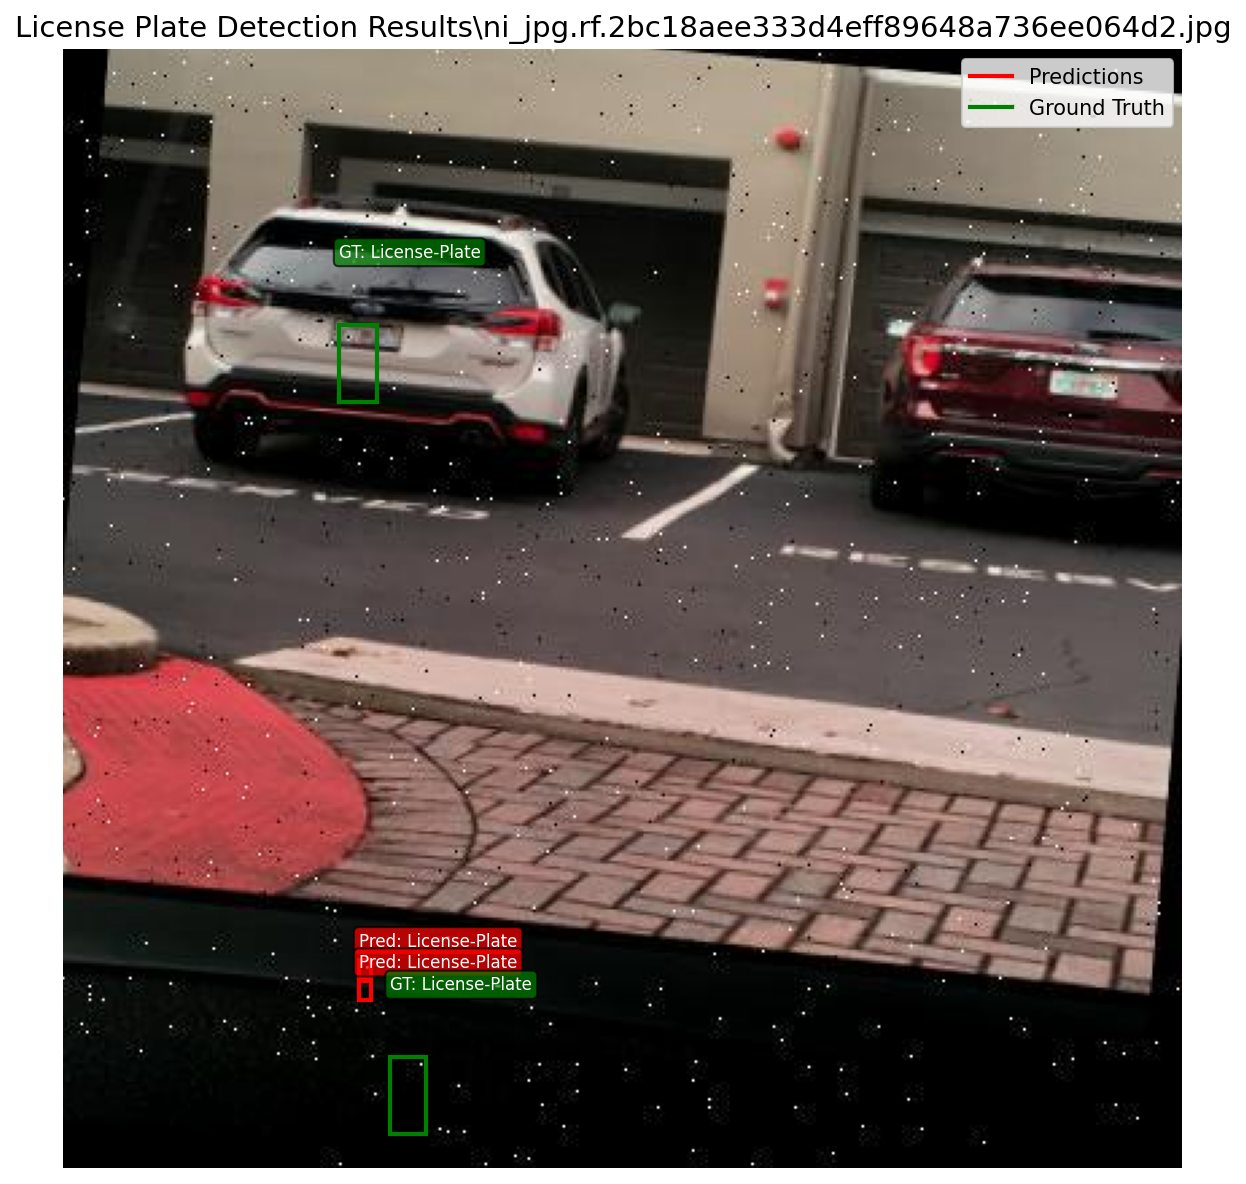 License Plate Detection Results\ni_jpg.rf.2bc18aee333d4eff89648a736ee064d2.jpg
Predictions
Ground Truth
GT: License-Plate
Pred: License-Plate
Pred: License-Plate
GT: License-Plate